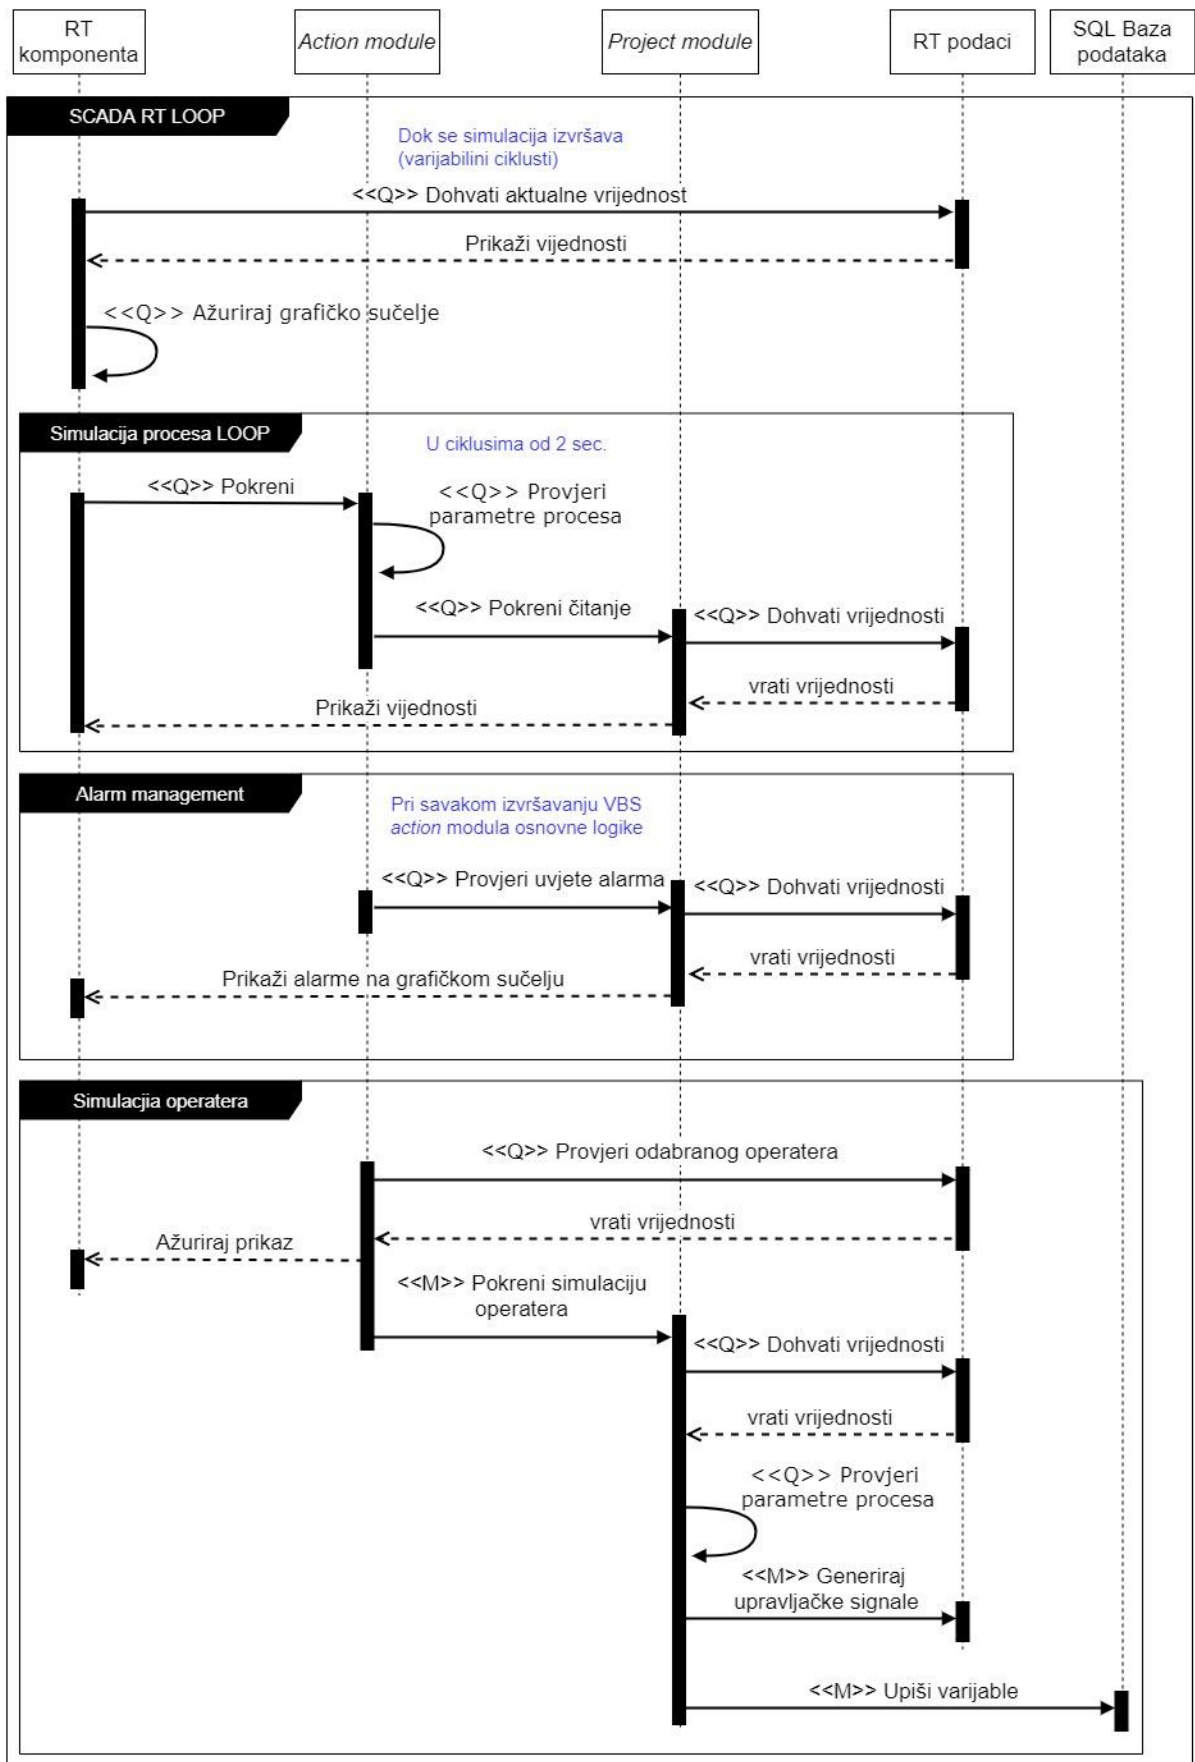 RT
komponenta
Action module
Project module
RT podaci
SQL Baza
podataka
SCADA RT LOOP
Dok se simulacija izvršava
(varijabilini ciklusti)
<<Q>> Dohvati aktualne vrijednost
Prikaži vijednosti
<<Q>> Ažuriraj grafičko sučelje
Simulacija procesa LOOP
U ciklusima od 2 sec.
<<Q>> Pokreni
<<Q>> Provjeri
parametre procesa
<<Q>> Pokreni čitanje
<<Q>> Dohvati vrijednosti
vrati vrijednosti
Prikaži vijednosti
Alarm management
Pri savakom izvršavanju VBS
action modula osnovne logike
<<Q>> Provjeri uvjete alarma
<<Q>> Dohvati vrijednosti
vrati vrijednosti
Prikaži alarme na grafičkom sučelju
Simulacjia operatera
<<Q>> Provjeri odabranog operatera
vrati vrijednosti
Ažuriraj prikaz
<<M>> Pokreni simulaciju
operatera
<<Q>> Dohvati vrijednosti
vrati vrijednosti
<<Q>> Provjeri
parametre procesa
<<M>> Generiraj
upravljačke signale
<<M>> Upiši varijable